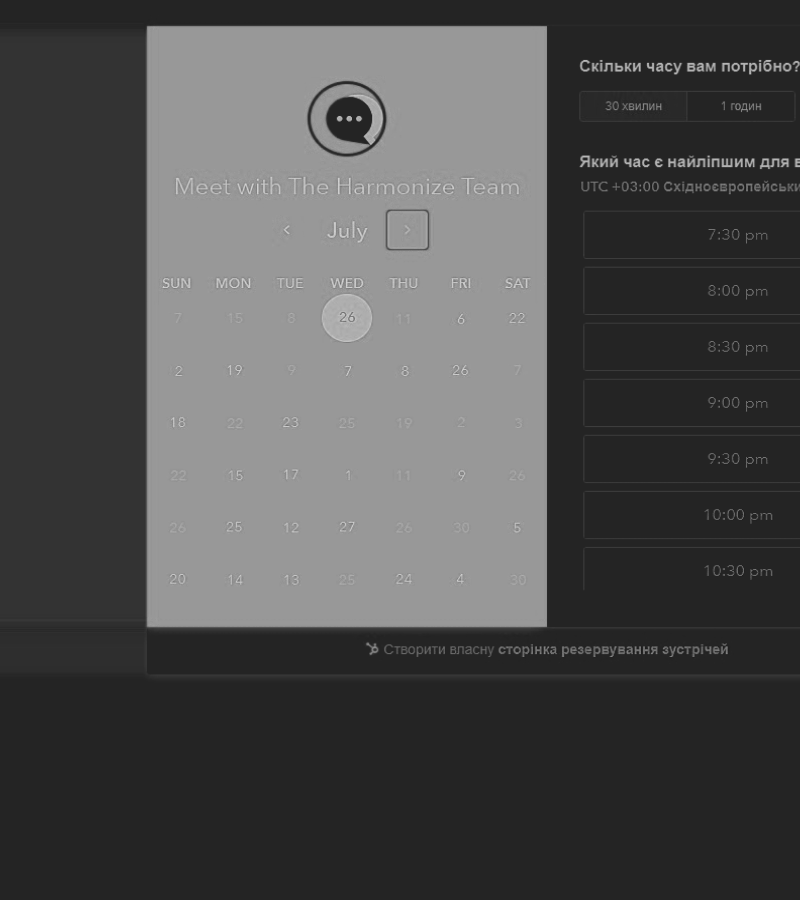 Meet with The Harmonize Team
July
SUN MON TUE WED THU FRI SAT
7 15 8 26 11 6 22
2 19 9 7 8 26 7
18 22 23 25 19 2 3
22 15 17 1 11 9 26
26 25 12 27 26 30 5
20 14 13 25 24 4 30
Скільки часу вам потрібно?
30 хвилин 1 годин
Який час є найліпшим для
UTC +03:00
7:30 pm
8:00 pm
8:30 pm
9:00 pm
9:30 pm
10:00 pm
10:30 pm
Створити власну сторінка резервування зустрічей